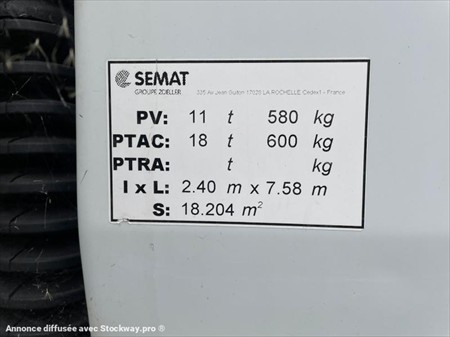 SEMAT
GROUPE ZOELLER
225 Av Jean Guiton 17028 LA ROCHELLE Cedex1 - France
PV: 11 t 580 kg
PTAC: 18 t 600 kg
PTRA: t kg
l x L: 2.40 m x 7.58 m
S: 18.204 m²
Annonce diffusée avec Stockway.pro ®